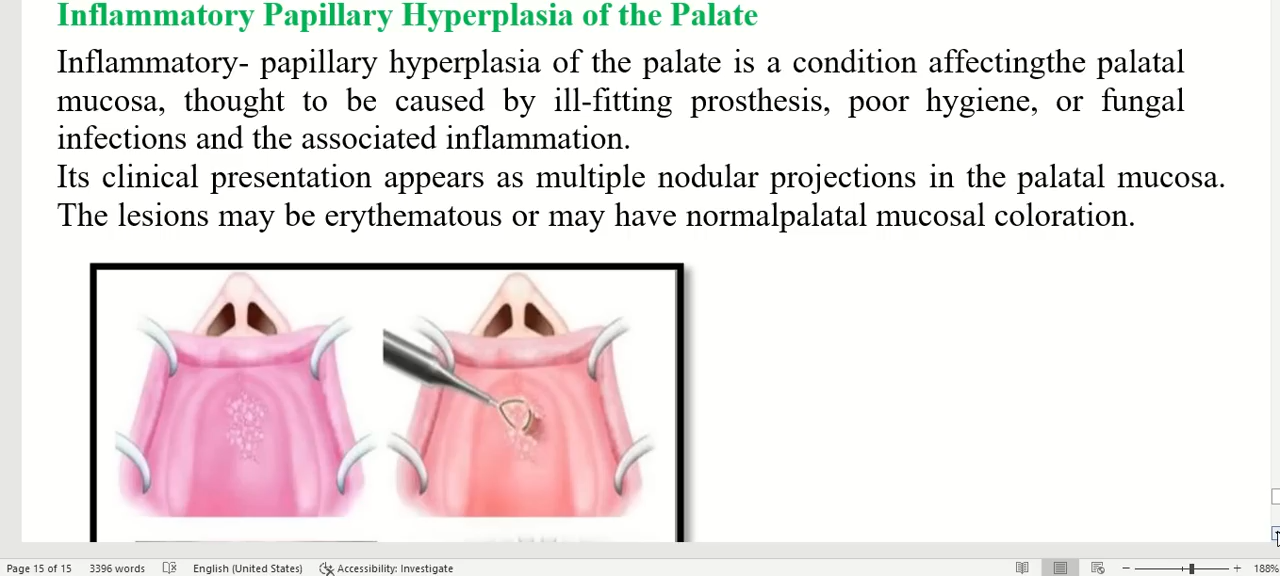 Inflammatory Papillary Hyperplasia of the Palate
Inflammatory- papillary hyperplasia of the palate is a condition affectingthe palatal
mucosa, thought to be caused by ill-fitting prosthesis, poor hygiene, or fungal
infections and the associated inflammation.
Its clinical presentation appears as multiple nodular projections in the palatal mucosa.
The lesions may be erythematous or may have normalpalatal mucosal coloration.
Page 15 of 15 3396 words English (United States) Accessibility: Investigate 188%